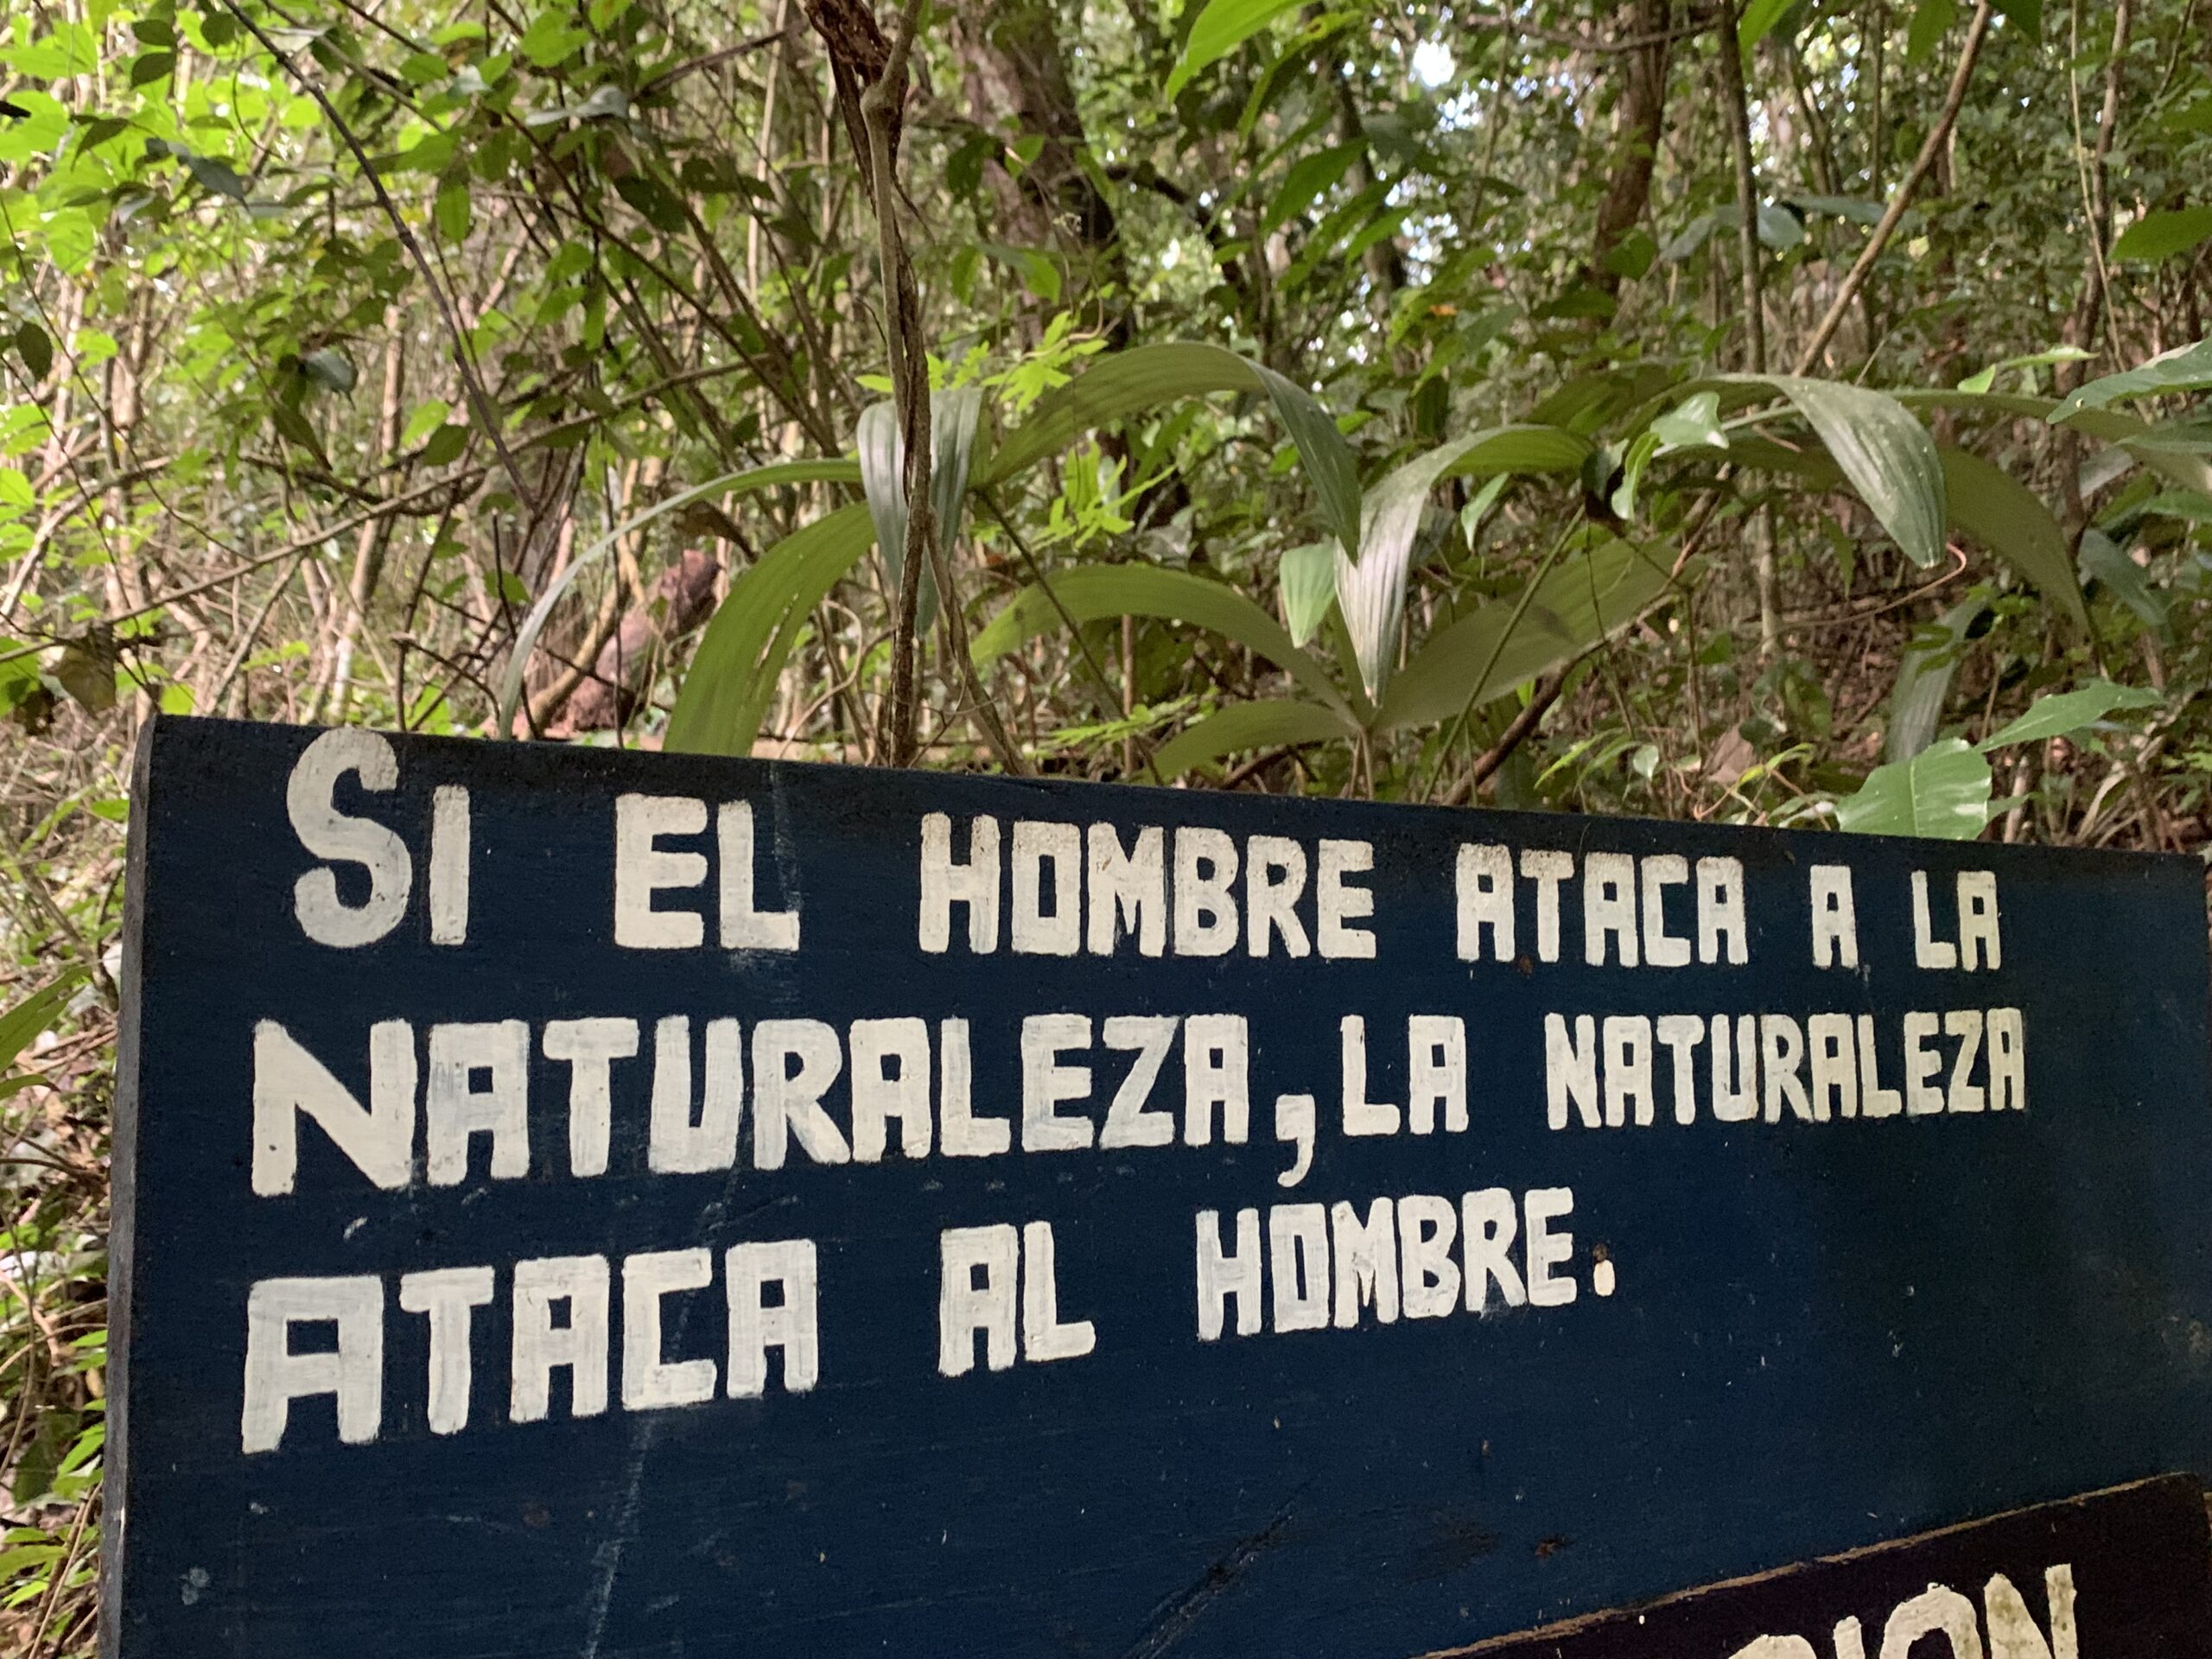 SI EL HOMBRE ATACA A LA
NATURALEZA, LA NATURALEZA
ATACA AL HOMBRE.